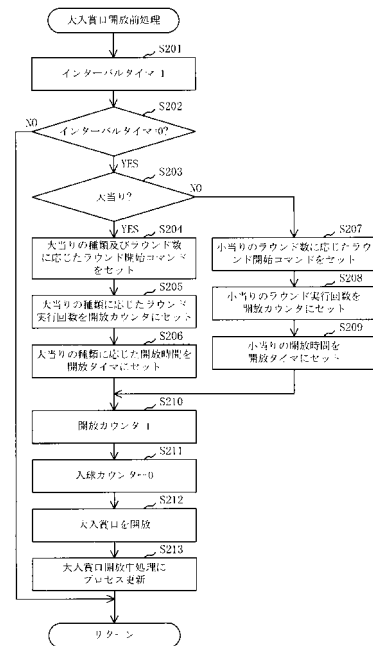 大入賞口開放前処理
S201
インターバルタイマ-1
S202
インターバルタイマ=0?
NO
YES
S203
大当り?
NO
YES
S204
大当りの種類及びラウンド数
に応じたラウンド開始コマンド
をセット
S205
大当りの種類に応じたラウンド
実行回数を開放カウンタにセット
S206
大当りの種類に応じた開放時間を
開放タイマにセット
S207
小当りのラウンド数に応じたラウ
ンド開始コマンドをセット
S208
小当りのラウンド実行回数を
開放カウンタにセット
S209
小当りの開放時間を
開放タイマにセット
S210
開放カウンタ-1
S211
入球カウンタ←0
S212
大入賞口を開放
S213
大入賞口開放中処理に
プロセス更新
リターン